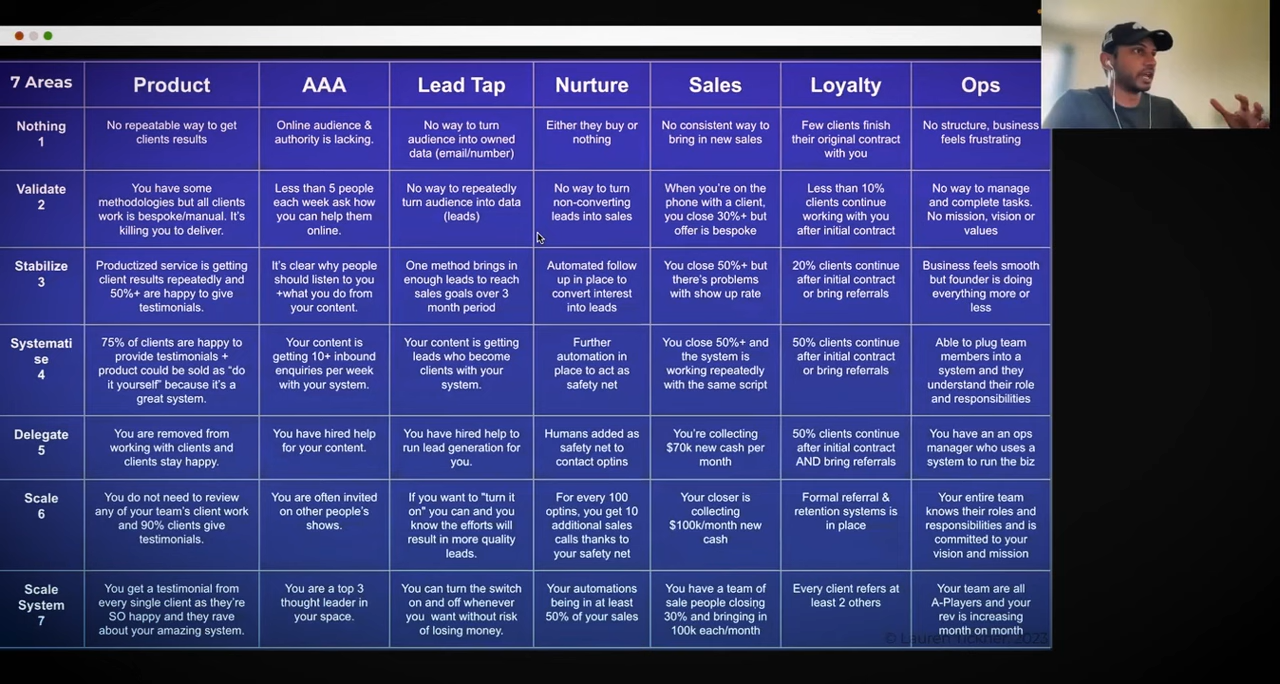 7 Areas
Product
AAA
Lead Tap
Nurture
Sales
Loyalty
Ops
Nothing
1
No repeatable way to get
clients results
Online audience &
authority is lacking.
No way to turn
audience into owned
data (email/number)
Either they buy or
nothing
No consistent way to
bring in new sales
Few clients finish
their original contract
with you
No structure, business
feels frustrating
Validate
2
You have some
methodologies but all clients
work is bespoke/manual. It's
killing you to deliver.
Less than 5 people
each week ask how
you can help them
online.
No way to repeatedly
turn audience into data
(leads)
No way to turn
non-converting
leads into sales
When you're on the
phone with a client,
you close 30%+ but
offer is bespoke
Less than 10%
clients continue
working with you
after initial contract
No way to manage
and complete tasks.
No mission, vision or
values
Stabilize
3
Productized service is getting
client results repeatedly and
50%+ are happy to give
testimonials.
It's clear why people
should listen to you
+what you do from
your content.
One method brings in
enough leads to reach
sales goals over 3
month period
Automated follow
up in place to
convert interest
into leads
You close 50%+ but
there's problems
with show up rate
20% clients continue
after initial contract
or bring referrals
Business feels smooth
but founder is doing
everything more or
less
Systemati
se
4
75% of clients are happy to
provide testimonials +
product could be sold as "do
it yourself" because it's a
great system.
Your content is
getting 10+ inbound
enquiries per week
with your system.
Your content is getting
leads who become
clients with your
system.
Further
automation in
place to act as
safety net
You close 50%+ and
the system is
working repeatedly
with the same script
50% clients continue
after initial contract
or bring referrals
Able to plug team
members into a
system and they
understand their role
and responsibilities
Delegate
5
You are removed from
working with clients and
clients stay happy.
You have hired help
for your content.
You have hired help to
run lead generation for
you.
Humans added as
safety net to
contact optins
You're collecting
$70k new cash per
month
50% clients continue
after initial contract
AND bring referrals
You have an an ops
manager who uses a
system to run the biz
Scale
6
You do not need to review
any of your team's client work
and 90% clients give
testimonials.
You are often invited
on other people's
shows.
If you want to "turn it
on" you can and you
know the efforts will
result in more quality
leads.
For every 100
optins, you get 10
additional sales
calls thanks to
your safety net
Your closer is
collecting
$100k/month new
cash
Formal referral &
retention systems is
in place
Your entire team
knows their roles and
responsibilities and is
committed to your
vision and mission
Scale
System
7
You get a testimonial from
every single client as they're
SO happy and they rave
about your amazing system.
You are a top 3
thought leader in
your space.
You can turn the switch
on and off whenever
you want without risk
of losing money.
Your automations
being in at least
50% of your sales
You have a team of
sale people closing
30% and bringing in
100k each/month
Every client refers at
least 2 others
Your team are all
A-Players and your
rev is increasing
month on month
© Lauren Tickner 2023